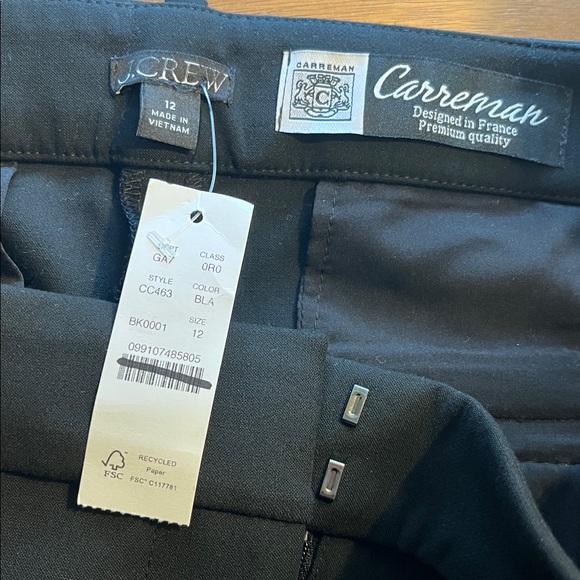 J.CREW
12
MADE IN
VIETNAM
CARREMAN
C
Carreman
Designed in France
Premium quality
DEPT CLASS
GA7 0R0
STYLE COLOR
CC463 BLA
BK0001 SIZE
12
099107485805
FSC
RECYCLED
Paper
FSC® C117781